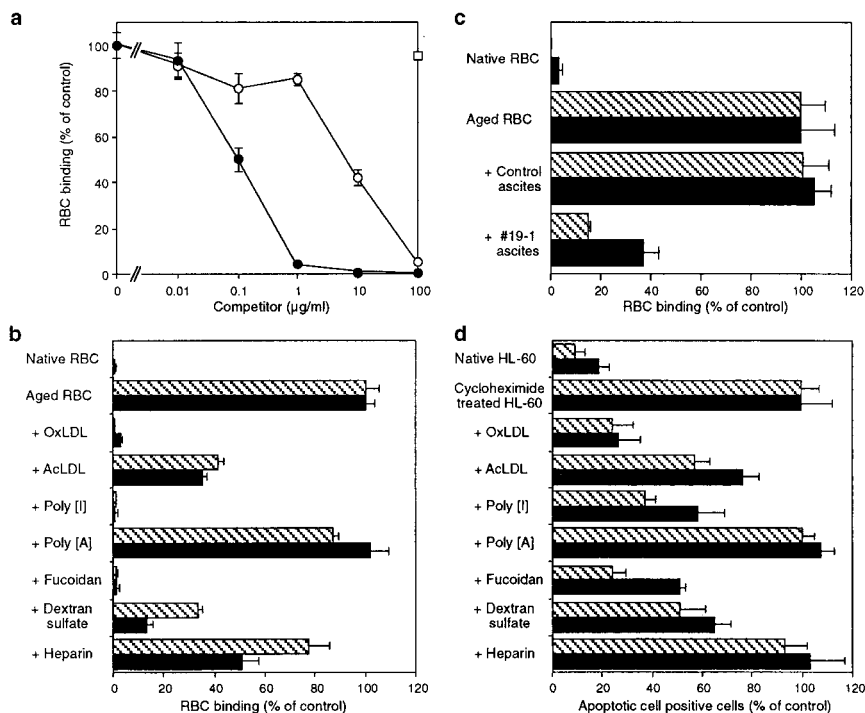 a
100
80
60
40
20
0
RBC binding (% of control)
0
0.01
0.1
1
10
100
Competitor (µg/ml)
b
Native RBC
Aged RBC
+ OxLDL
+ AcLDL
+ Poly [I]
+ Poly [A]
+ Fucoidan
+ Dextran
sulfate
+ Heparin
0
20
40
60
80
100
120
RBC binding (% of control)
c
Native RBC
Aged RBC
+ Control
ascites
+ #19-1
ascites
0
20
40
60
80
100
120
RBC binding (% of control)
d
Native HL-60
Cycloheximide
treated HL-60
+ OxLDL
+ AcLDL
+ Poly [I]
+ Poly [A]
+ Fucoidan
+ Dextran
sulfate
+ Heparin
0
20
40
60
80
100
120
Apoptotic cell positive cells (% of control)